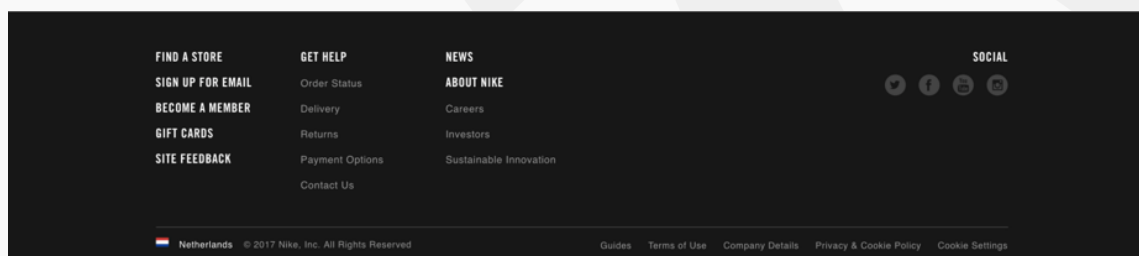 FIND A STORE
SIGN UP FOR EMAIL
BECOME A MEMBER
GIFT CARDS
SITE FEEDBACK
GET HELP
Order Status
Delivery
Returns
Payment Options
Contact Us
NEWS
ABOUT NIKE
Careers
Investors
Sustainable Innovation
SOCIAL
Netherlands © 2017 Nike, Inc. All Rights Reserved
Guides Terms of Use Company Details Privacy & Cookie Policy Cookie Settings